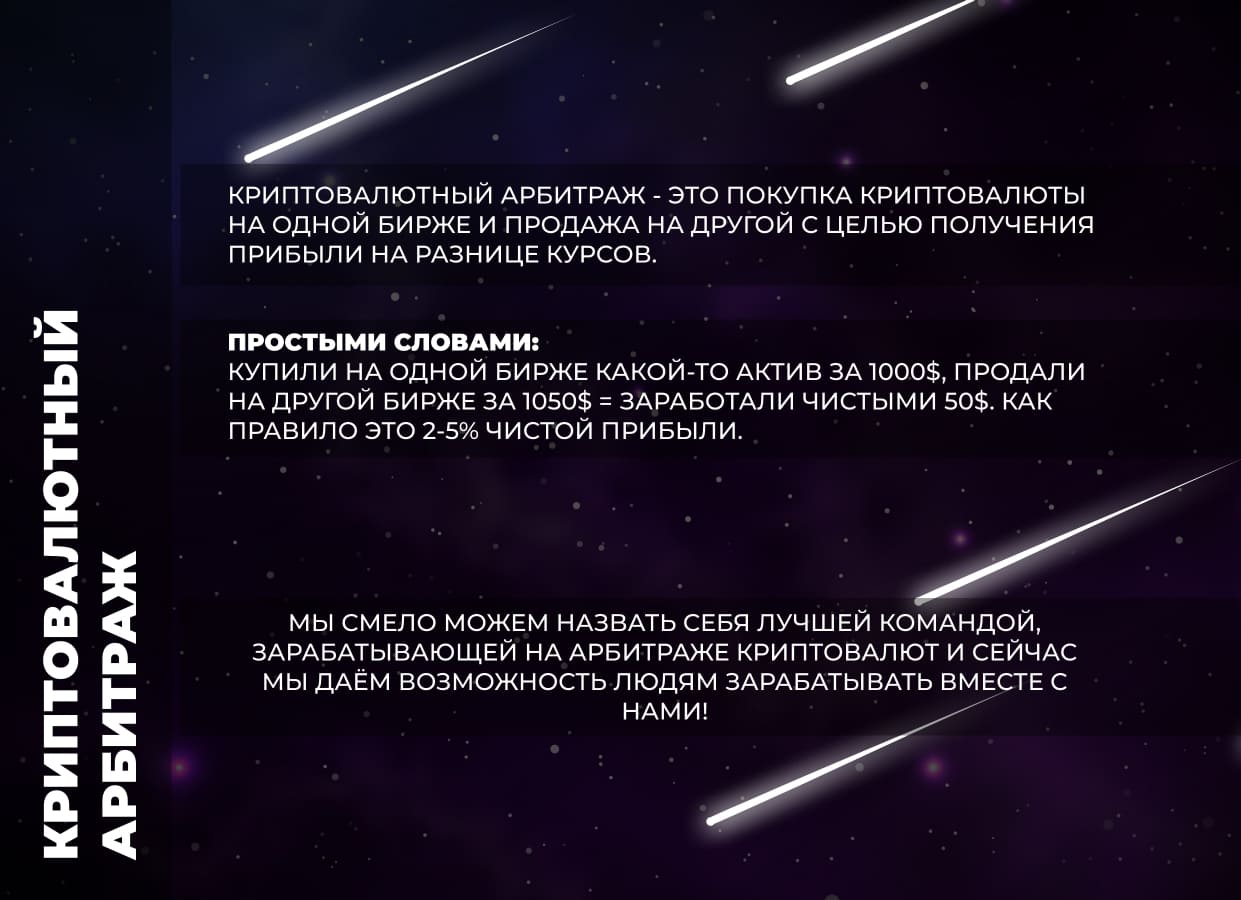 КРИПТОВАЛЮТНЫЙ
АРБИТРАЖ
КРИПТОВАЛЮТНЫЙ АРБИТРАЖ - ЭТО ПОКУПКА КРИПТОВАЛЮТЫ
НА ОДНОЙ БИРЖЕ И ПРОДАЖА НА ДРУГОЙ С ЦЕЛЬЮ ПОЛУЧЕНИЯ
ПРИБЫЛИ НА РАЗНИЦЕ КУРСОВ.
ПРОСТЫМИ СЛОВАМИ:
КУПИЛИ НА ОДНОЙ БИРЖЕ КАКОЙ-ТО АКТИВ ЗА 1000$, ПРОДАЛИ
НА ДРУГОЙ БИРЖЕ ЗА 1050$ = ЗАРАБОТАЛИ ЧИСТЫМИ 50$. КАК
ПРАВИЛО ЭТО 2-5% ЧИСТОЙ ПРИБЫЛИ.
МЫ СМЕЛО МОЖЕМ НАЗВАТЬ СЕБЯ ЛУЧШЕЙ КОМАНДОЙ,
ЗАРАБАТЫВАЮЩЕЙ НА АРБИТРАЖЕ КРИПТОВАЛЮТ И СЕЙЧАС
МЫ ДАЁМ ВОЗМОЖНОСТЬ ЛЮДЯМ ЗАРАБАТЫВАТЬ ВМЕСТЕ С
НАМИ!